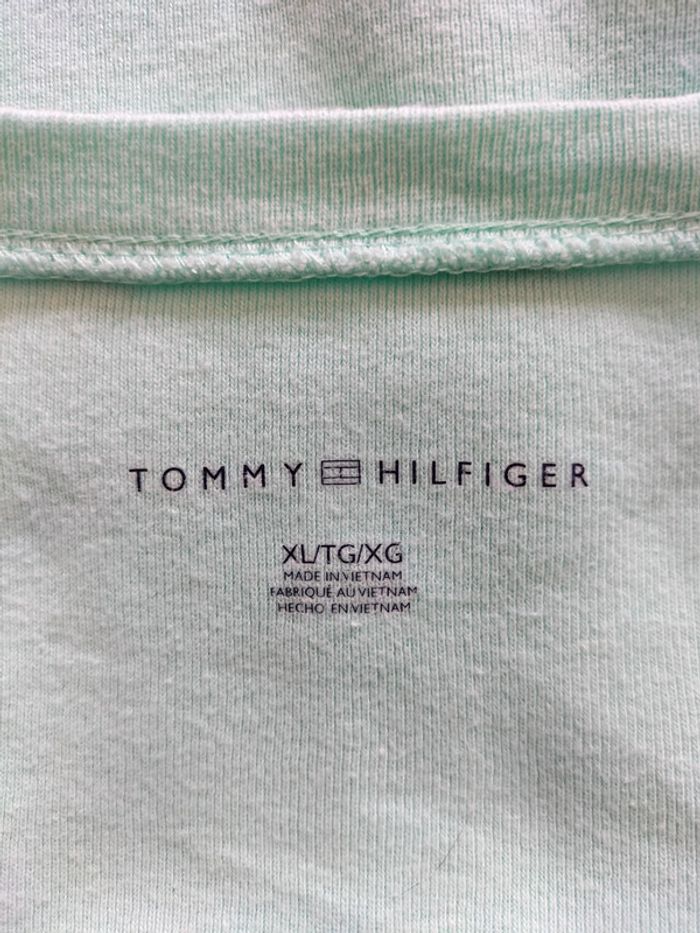 TOMMY HILFIGER
XL/TG/XG
MADE IN VIETNAM
FABRIQUÉ AU VIETNAM
HECHO EN VIETNAM